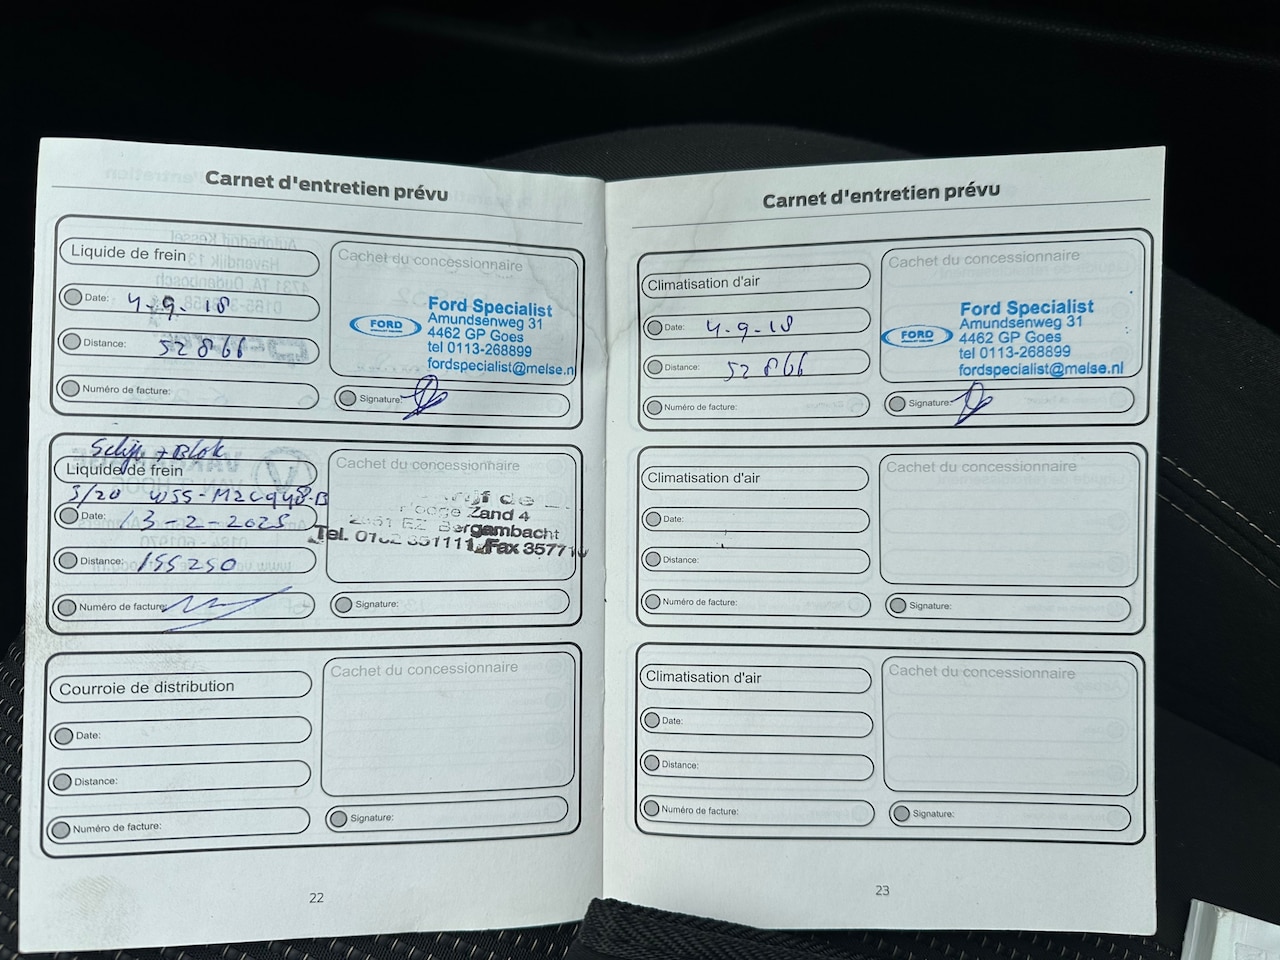 Carnet d'entretien prévu
Liquide de frein
Date: 4-9-18
Distance: 52866
Numéro de facture:
Cachet du concessionnaire
FORD
Ford Specialist
Amundsenweg 31
4462 GP Goes
tel 0113-268899
fordspecialist@melse.nl
Signature:
Schijf + Blok
Liquide de frein
3/20 WSS-M2C948-B
Date: 13-2-2025
Distance: 155250
Numéro de facture:
Cachet du concessionnaire
Zand 4
EZ Bergambacht
Tel. Fax
Signature:
Courroie de distribution
Date:
Distance:
Numéro de facture:
Cachet du concessionnaire
Signature:
22
Carnet d'entretien prévu
Climatisation d'air
Date: 4-9-18
Distance: 52866
Numéro de facture:
Cachet du concessionnaire
FORD
Ford Specialist
Amundsenweg 31
4462 GP Goes
tel 0113-268899
fordspecialist@melse.nl
Signature:
Climatisation d'air
Date:
Distance:
Numéro de facture:
Cachet du concessionnaire
Signature:
Climatisation d'air
Date:
Distance:
Numéro de facture:
Cachet du concessionnaire
Signature:
23